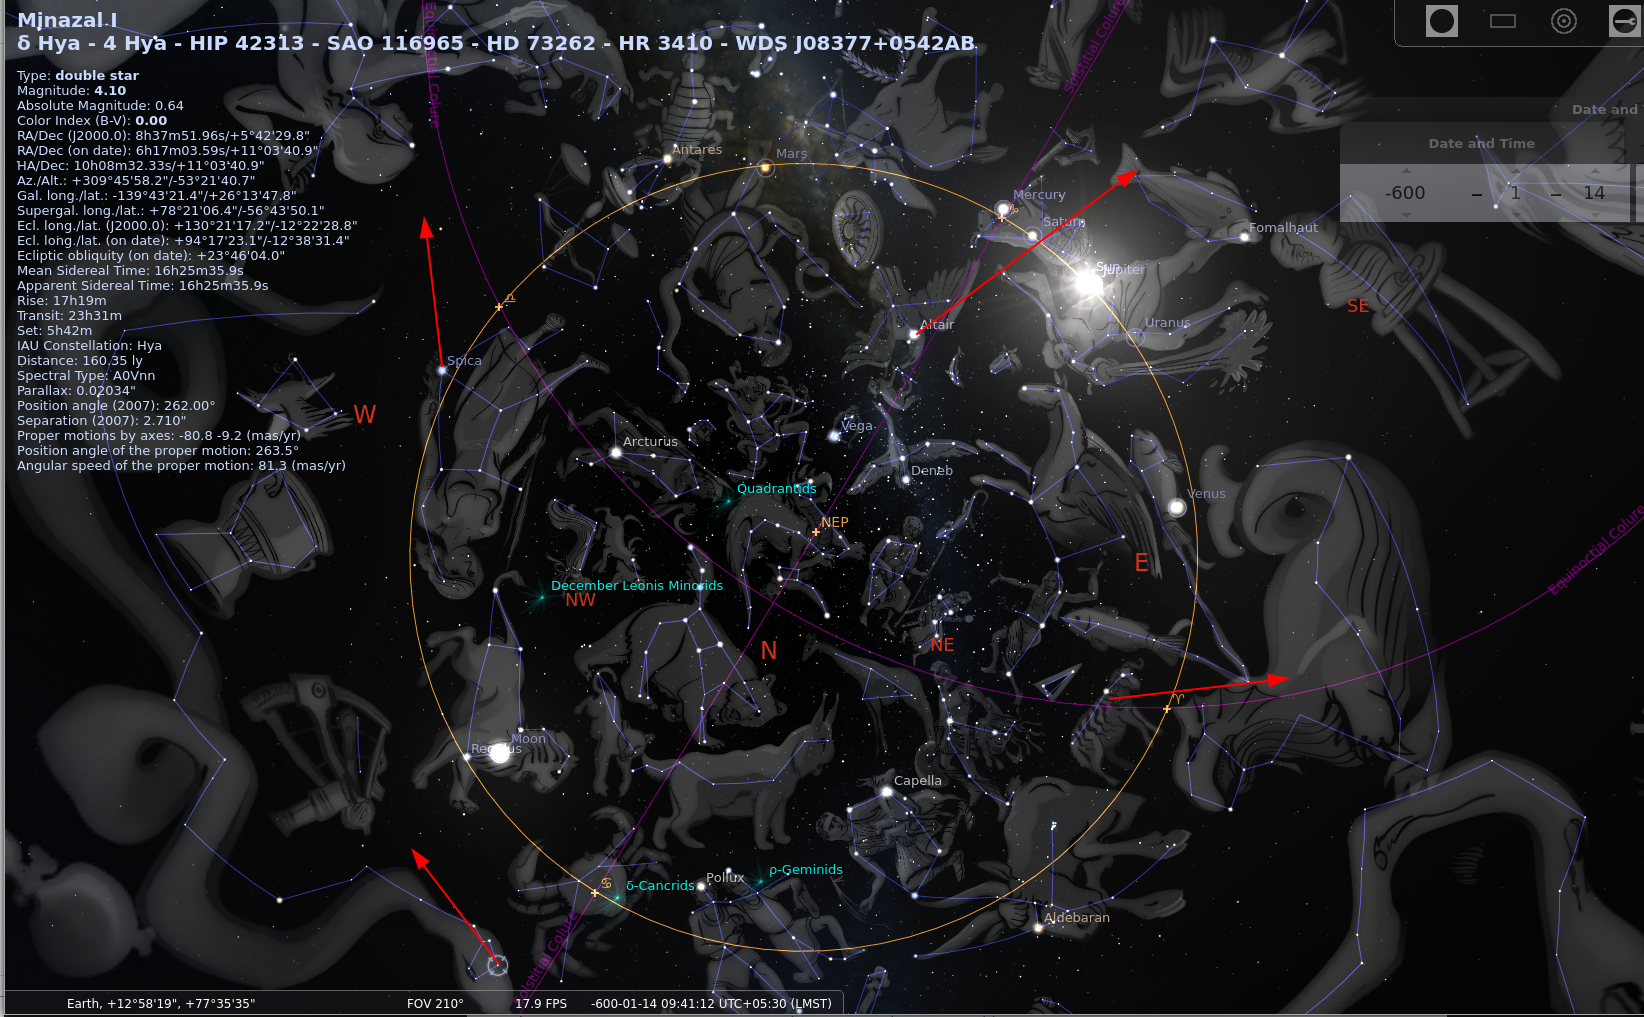 Mjnazal I
δ Hya - 4 Hya - HIP 42313 - SAO 116965 - HD 73262 - HR 3410 - WDS J08377+0542AB
Type: double star
Magnitude: 4.10
Absolute Magnitude: 0.64
Color Index (B-V): 0.00
RA/Dec (J2000.0): 8h37m51.96s/+5°42'29.8"
RA/Dec (on date): 6h17m03.59s/+11°03'40.9"
HA/Dec: 10h08m32.33s/+11°03'40.9"
Az./Alt.: +309°45'58.2"/-53°21'40.7"
Gal. long./lat.: -139°43'21.4"/+26°13'47.8"
Supergal. long./lat.: +78°21'06.4"/-56°43'50.1"
Ecl. long./lat. (J2000.0): +130°21'17.2"/-12°22'28.8"
Ecl. long./lat. (on date): +94°17'23.1"/-12°38'31.4"
Ecliptic obliquity (on date): +23°46'04.0"
Mean Sidereal Time: 16h25m35.9s
Apparent Sidereal Time: 16h25m35.9s
Rise: 17h19m
Transit: 23h31m
Set: 5h42m
IAU Constellation: Hya
Distance: 160.35 ly
Spectral Type: A0Vnn
Parallax: 0.02034"
Position angle (2007): 262.00°
Separation (2007): 2.710"
Proper motions by axes: -80.8 -9.2 (mas/yr)
Position angle of the proper motion: 263.5°
Angular speed of the proper motion: 81.3 (mas/yr)
Solstitial Colure
Date and
Date and Time
-600 – 1 – 14
Antares
Mars
Mercury
Saturn
Sun
Jupiter
Fomalhaut
Uranus
SE
♎
Altair
Spica
W
Arcturus
Vega
Deneb
Quadrantids
Venus
NEP
Equinoctial Colure
E
December Leonis Minorids
NW
N
NE
♈
Moon
Regulus
Capella
♋
δ-Cancrids
Pollux
ρ-Geminids
Aldebaran
Solstitial Colure
Earth, +12°58'19", +77°35'35"
FOV 210°
17.9 FPS
-600-01-14 09:41:12 UTC+05:30 (LMST)